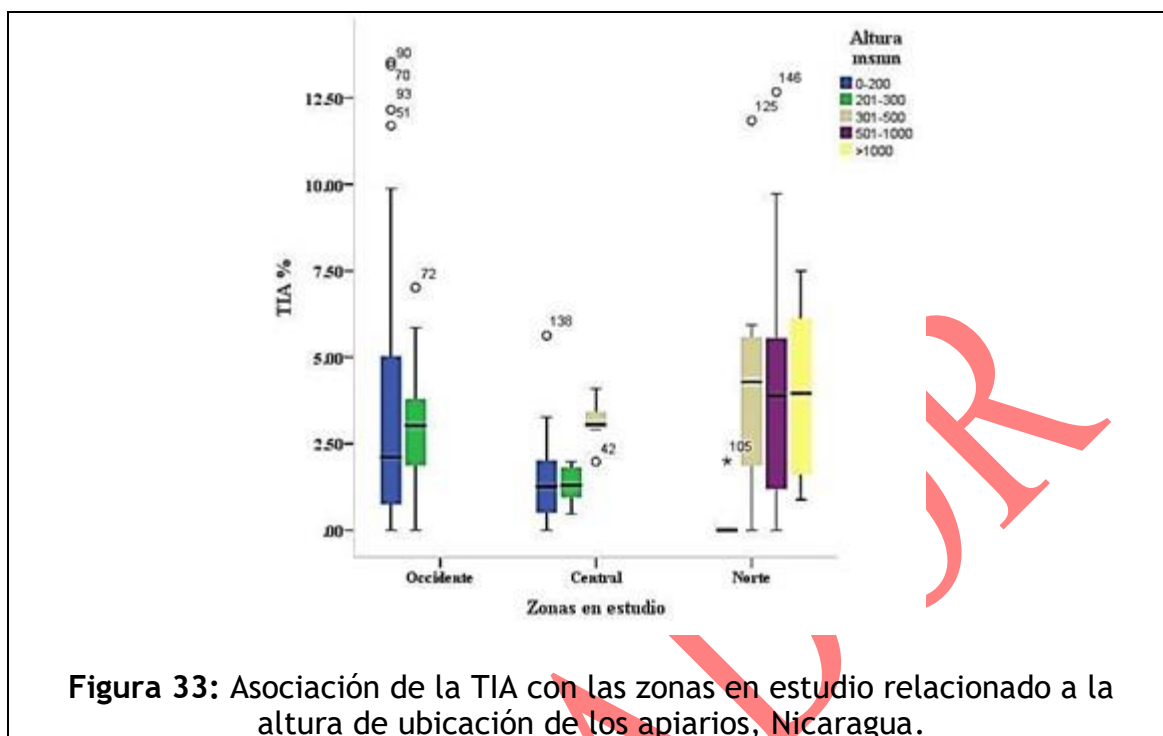 Altura
msnm
0-200
201-300
301-500
501-1000
>1000
90
70
93
51
72
138
42
105
125
146
12.50
10.00
7.50
5.00
2.50
.00
TIA %
Occidente
Central
Norte
Zonas en estudio
Figura 33: Asociación de la TIA con las zonas en estudio relacionado a la
altura de ubicación de los apiarios, Nicaragua.